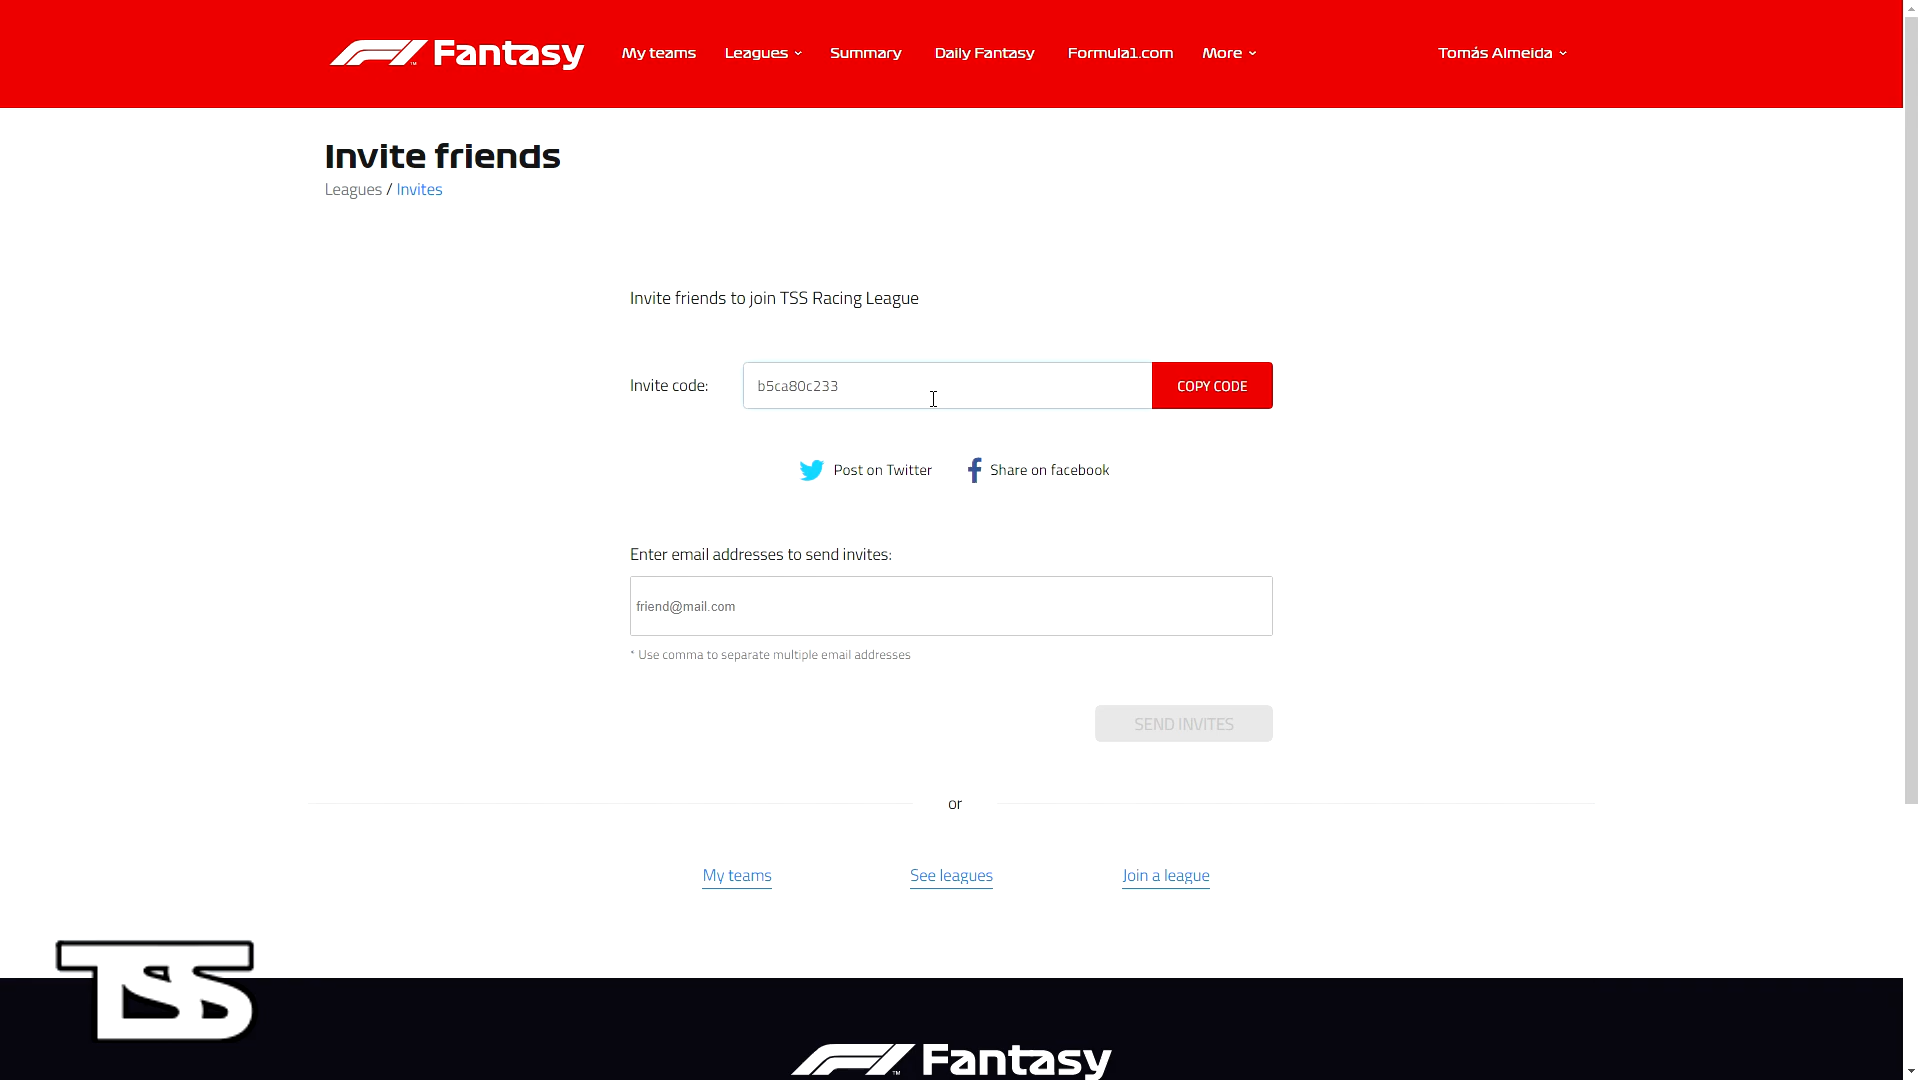 Fantasy My teams Leagues Summary Daily Fantasy Formula1.com More Tomás Almeida
Invite friends
Leagues / Invites
Invite friends to join TSS Racing League
Invite code: b5ca80c233 COPY CODE
Post on Twitter Share on facebook
Enter email addresses to send invites:
friend@mail.com
* Use comma to separate multiple email addresses
SEND INVITES
or
My teams See leagues Join a league
TSS
Fantasy